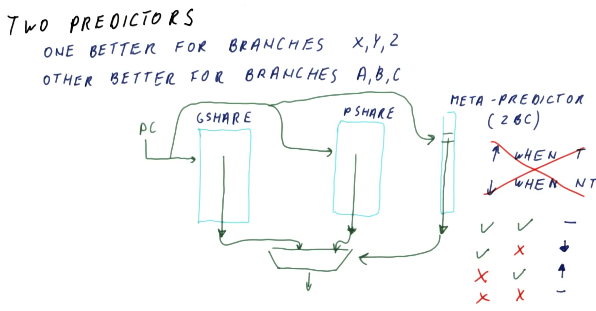 TWO PREDICTORS
ONE BETTER FOR BRANCHES X,Y,Z
OTHER BETTER FOR BRANCHES A,B,C
PC
GSHARE
PSHARE
META-PREDICTOR
(2BC)
↑ WHEN T
↓ WHEN NT
✓ ✓ –
✓ X ↓
X ✓ ↑
X X –